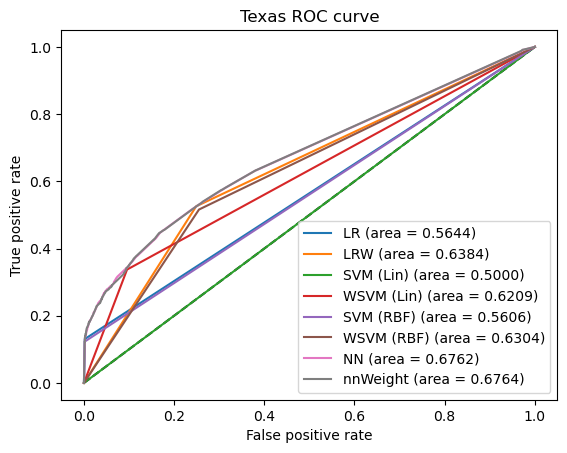 Texas ROC curve
True positive rate
1.0
0.8
0.6
0.4
0.2
0.0
LR (area = 0.5644)
LRW (area = 0.6384)
SVM (Lin) (area = 0.5000)
WSVM (Lin) (area = 0.6209)
SVM (RBF) (area = 0.5606)
WSVM (RBF) (area = 0.6304)
NN (area = 0.6762)
nnWeight (area = 0.6764)
0.0 0.2 0.4 0.6 0.8 1.0
False positive rate